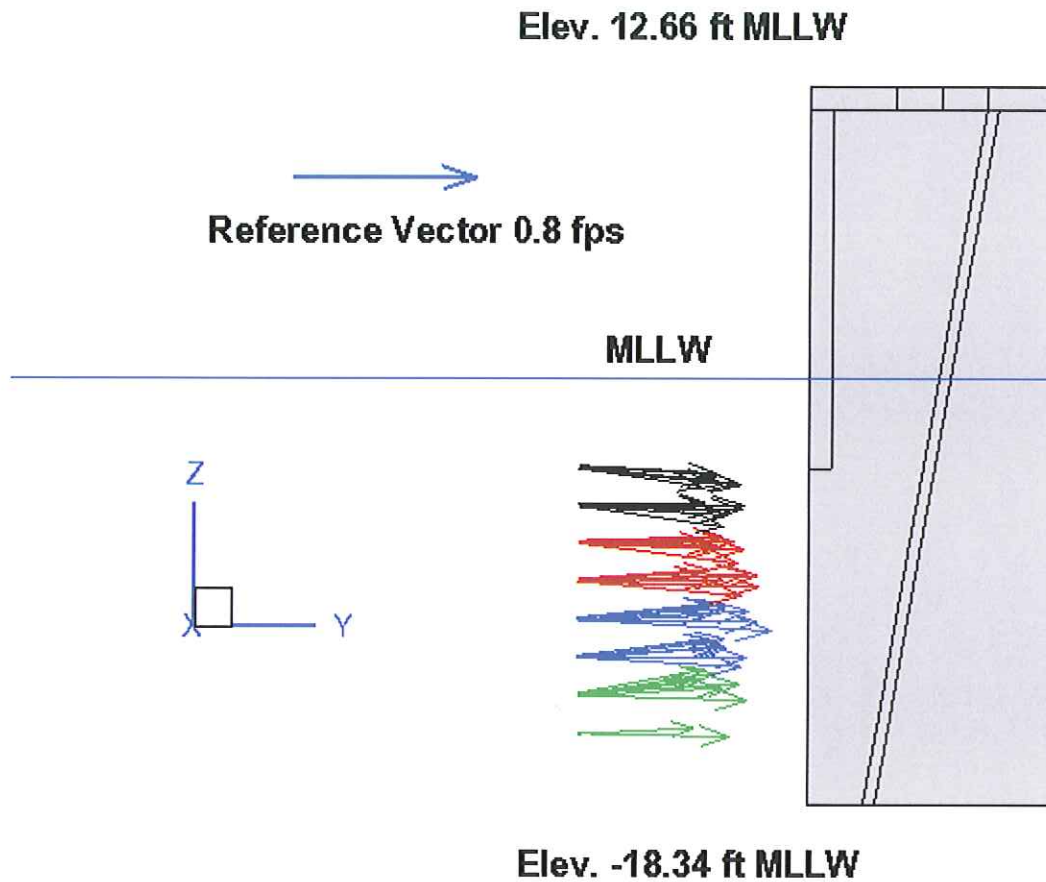 Elev. 12.66 ft MLLW
Reference Vector 0.8 fps
MLLW
Z
X
Y
Elev. -18.34 ft MLLW